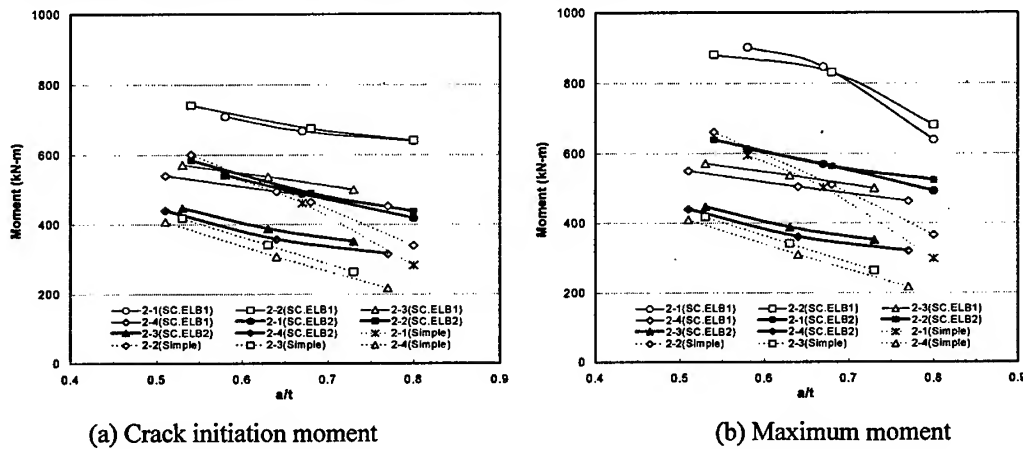 1000
800
600
400
200
0
Moment (kN-m)
2-1(SC.ELB1) 2-2(SC.ELB1) 2-3(SC.ELB1)
2-4(SC.ELB1) 2-1(SC.ELB2) 2-2(SC.ELB2)
2-3(SC.ELB2) 2-4(SC.ELB2) 2-1(Simple)
2-2(Simple) 2-3(Simple) 2-4(Simple)
0.4 0.5 0.6 0.7 0.8 0.9
a/t
(a) Crack initiation moment
1000
800
600
400
200
0
Moment (kN-m)
2-1(SC.ELB1) 2-2(SC.ELB1) 2-3(SC.ELB1)
2-4(SC.ELB1) 2-1(SC.ELB2) 2-2(SC.ELB2)
2-3(SC.ELB2) 2-4(SC.ELB2) 2-1(Simple)
2-2(Simple) 2-3(Simple) 2-4(Simple)
0.4 0.5 0.6 0.7 0.8 0.9
a/t
(b) Maximum moment